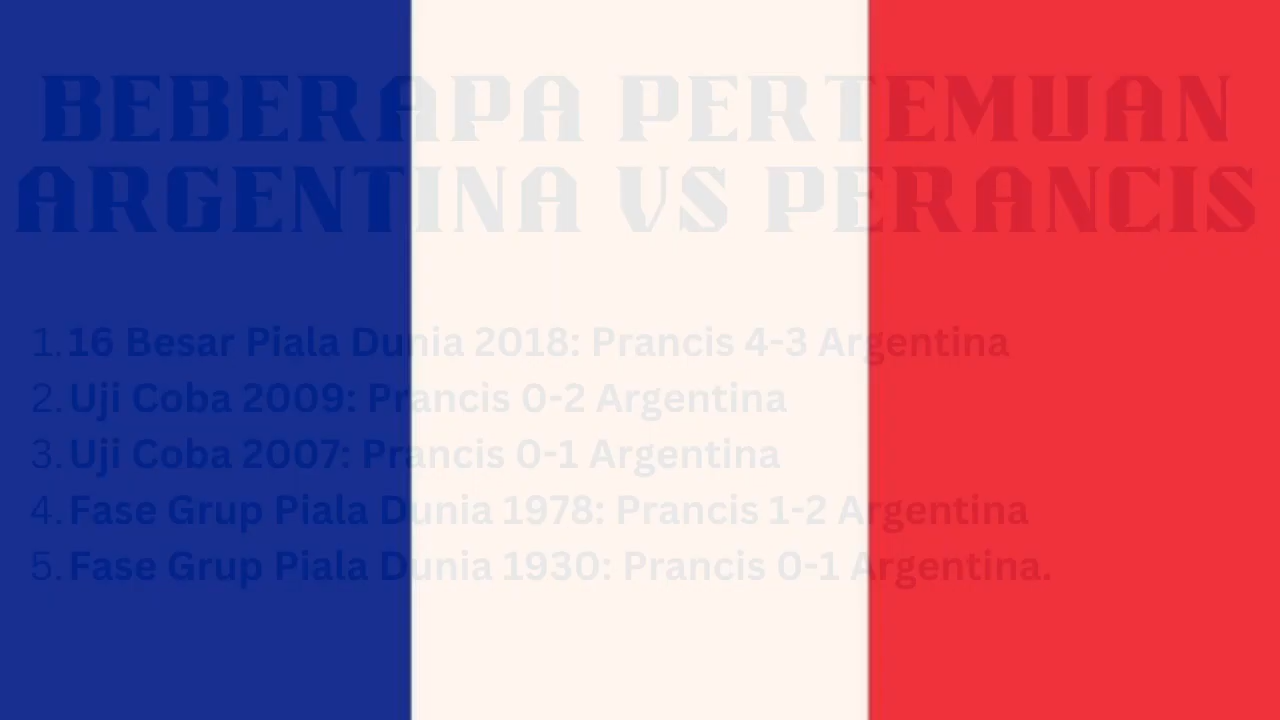 BEBERAPA PERTEMUAN
ARGENTINA VS PERANCIS
1. 16 Besar Piala Dunia 2018: Prancis 4-3 Argentina
2. Uji Coba 2009: Prancis 0-2 Argentina
3. Uji Coba 2007: Prancis 0-1 Argentina
4. Fase Grup Piala Dunia 1978: Prancis 1-2 Argentina
5. Fase Grup Piala Dunia 1930: Prancis 0-1 Argentina.